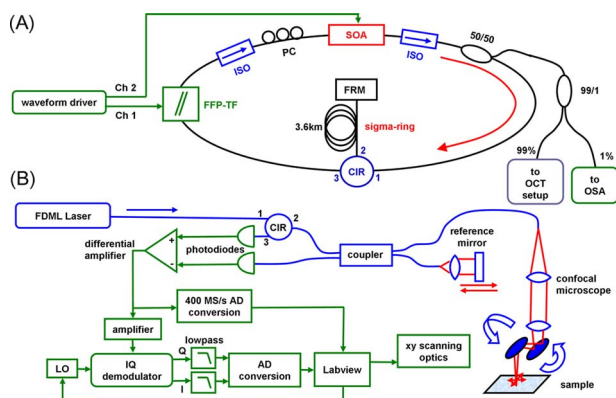 (A)
50/50
SOA
PC
ISO
ISO
Ch 2
waveform driver
Ch 1
FFP-TF
FRM
3.6km
sigma-ring
2
3 CIR 1
99/1
99%
1%
to
OCT
setup
to
OSA
(B)
FDML Laser
1
CIR
2
3
differential
amplifier
+
-
photodiodes
coupler
reference
mirror
confocal
microscope
400 MS/s AD
conversion
amplifier
LO
IQ
demodulator
Q
I
lowpass
AD
conversion
Labview
xy scanning
optics
sample